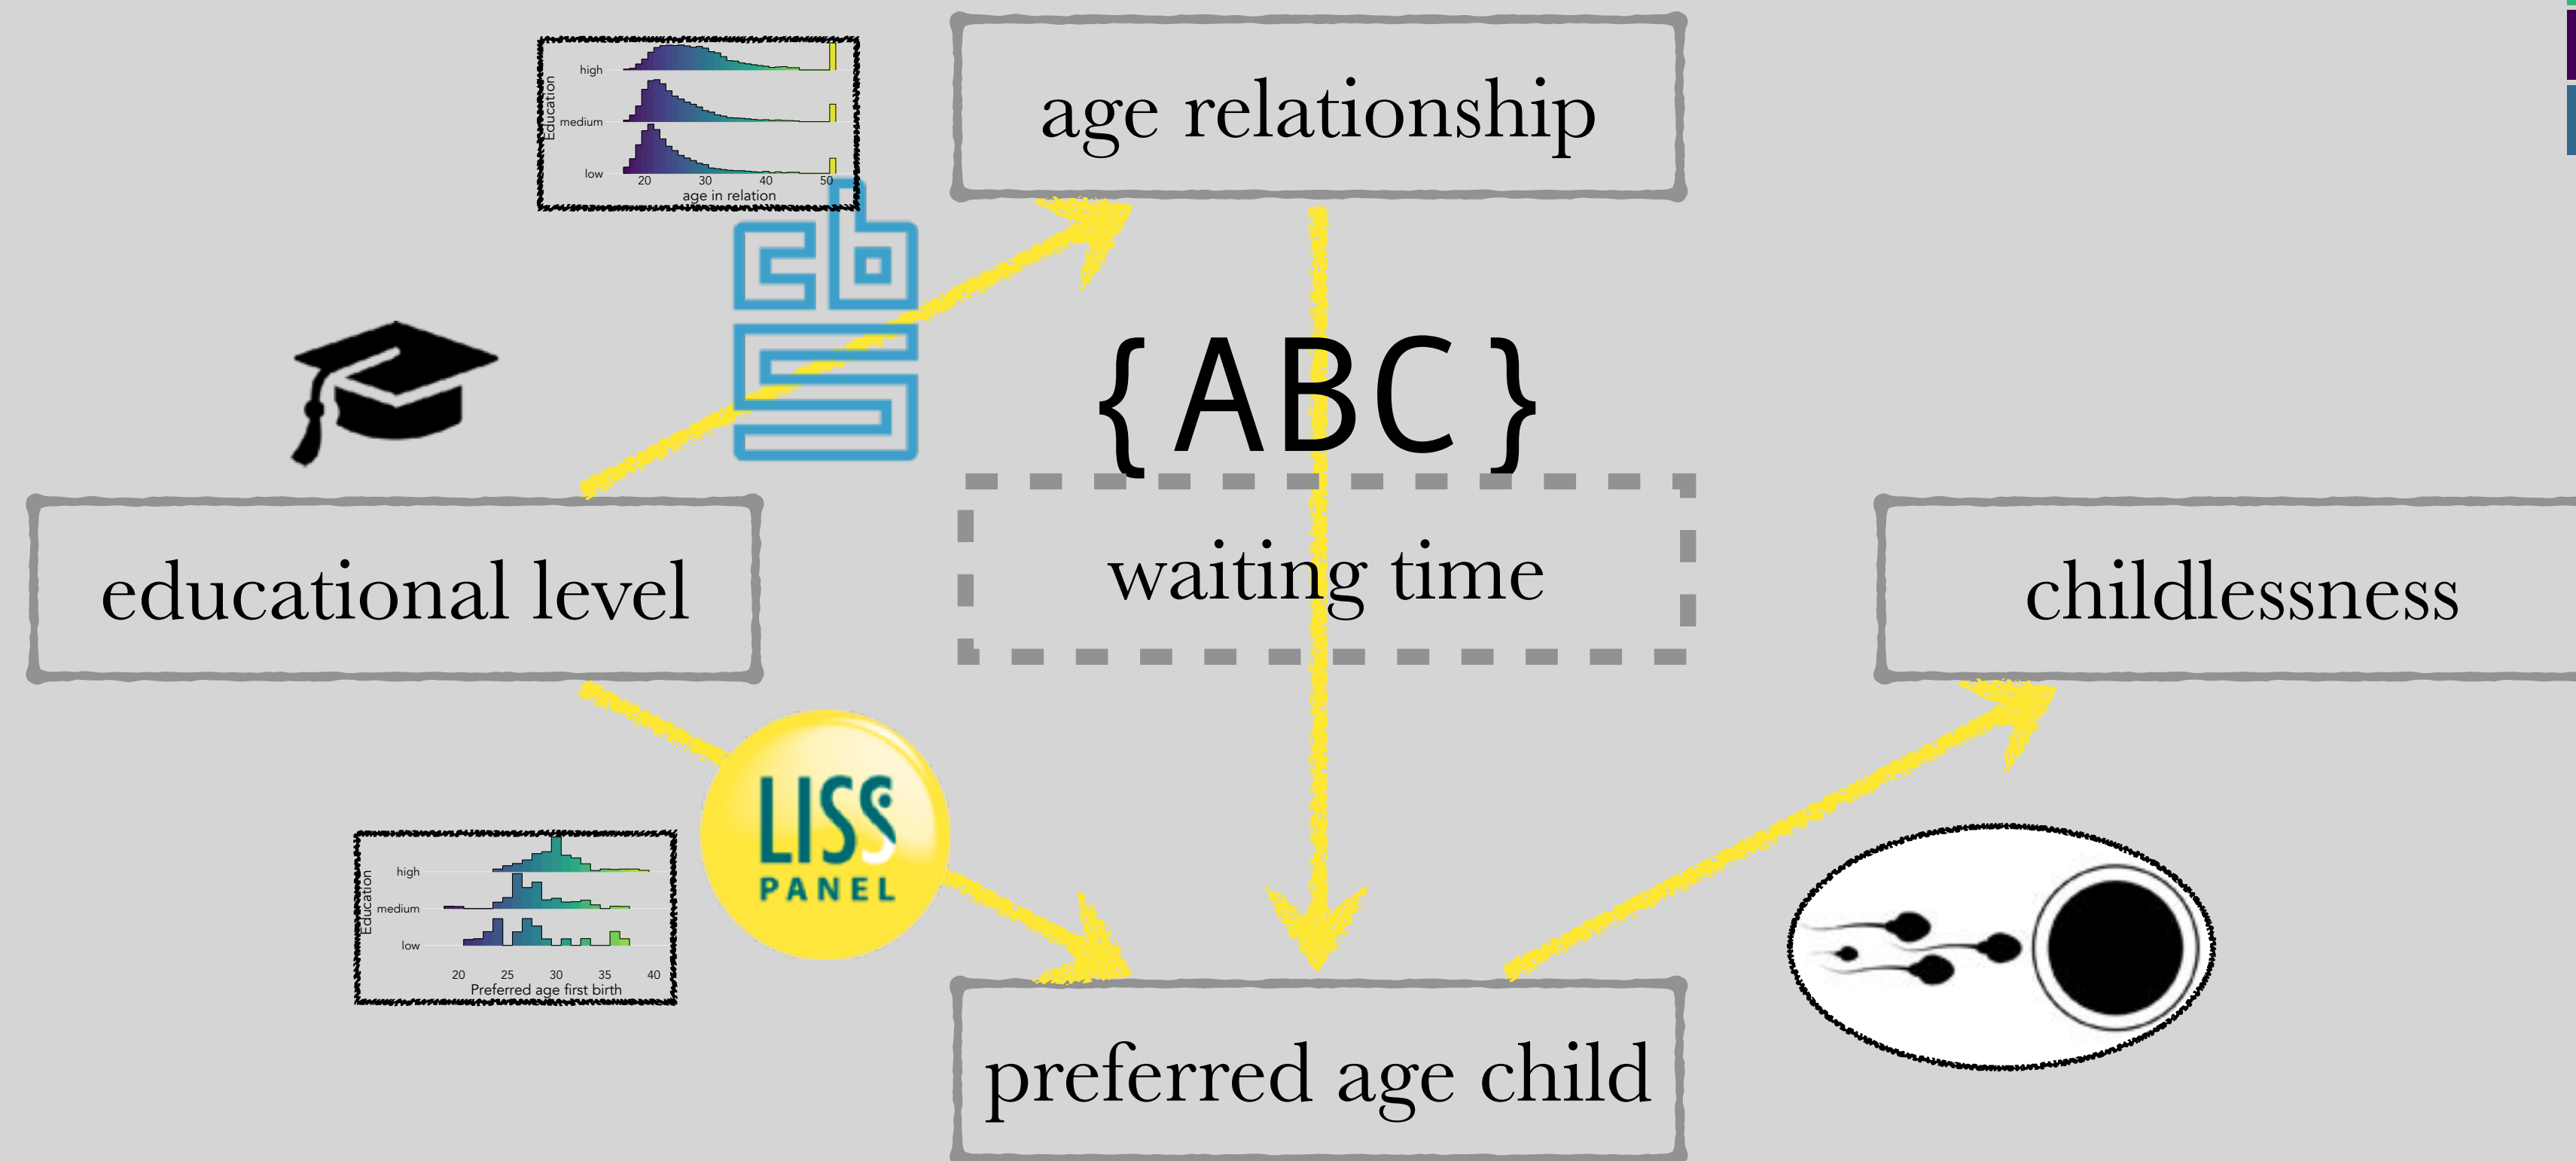 age relationship
Education
high
medium
low
20 30 40 50
age in relation
cbs
{ABC}
waiting time
educational level
childlessness
LISS
PANEL
Education
high
medium
low
20 25 30 35 40
Preferred age first birth
preferred age child